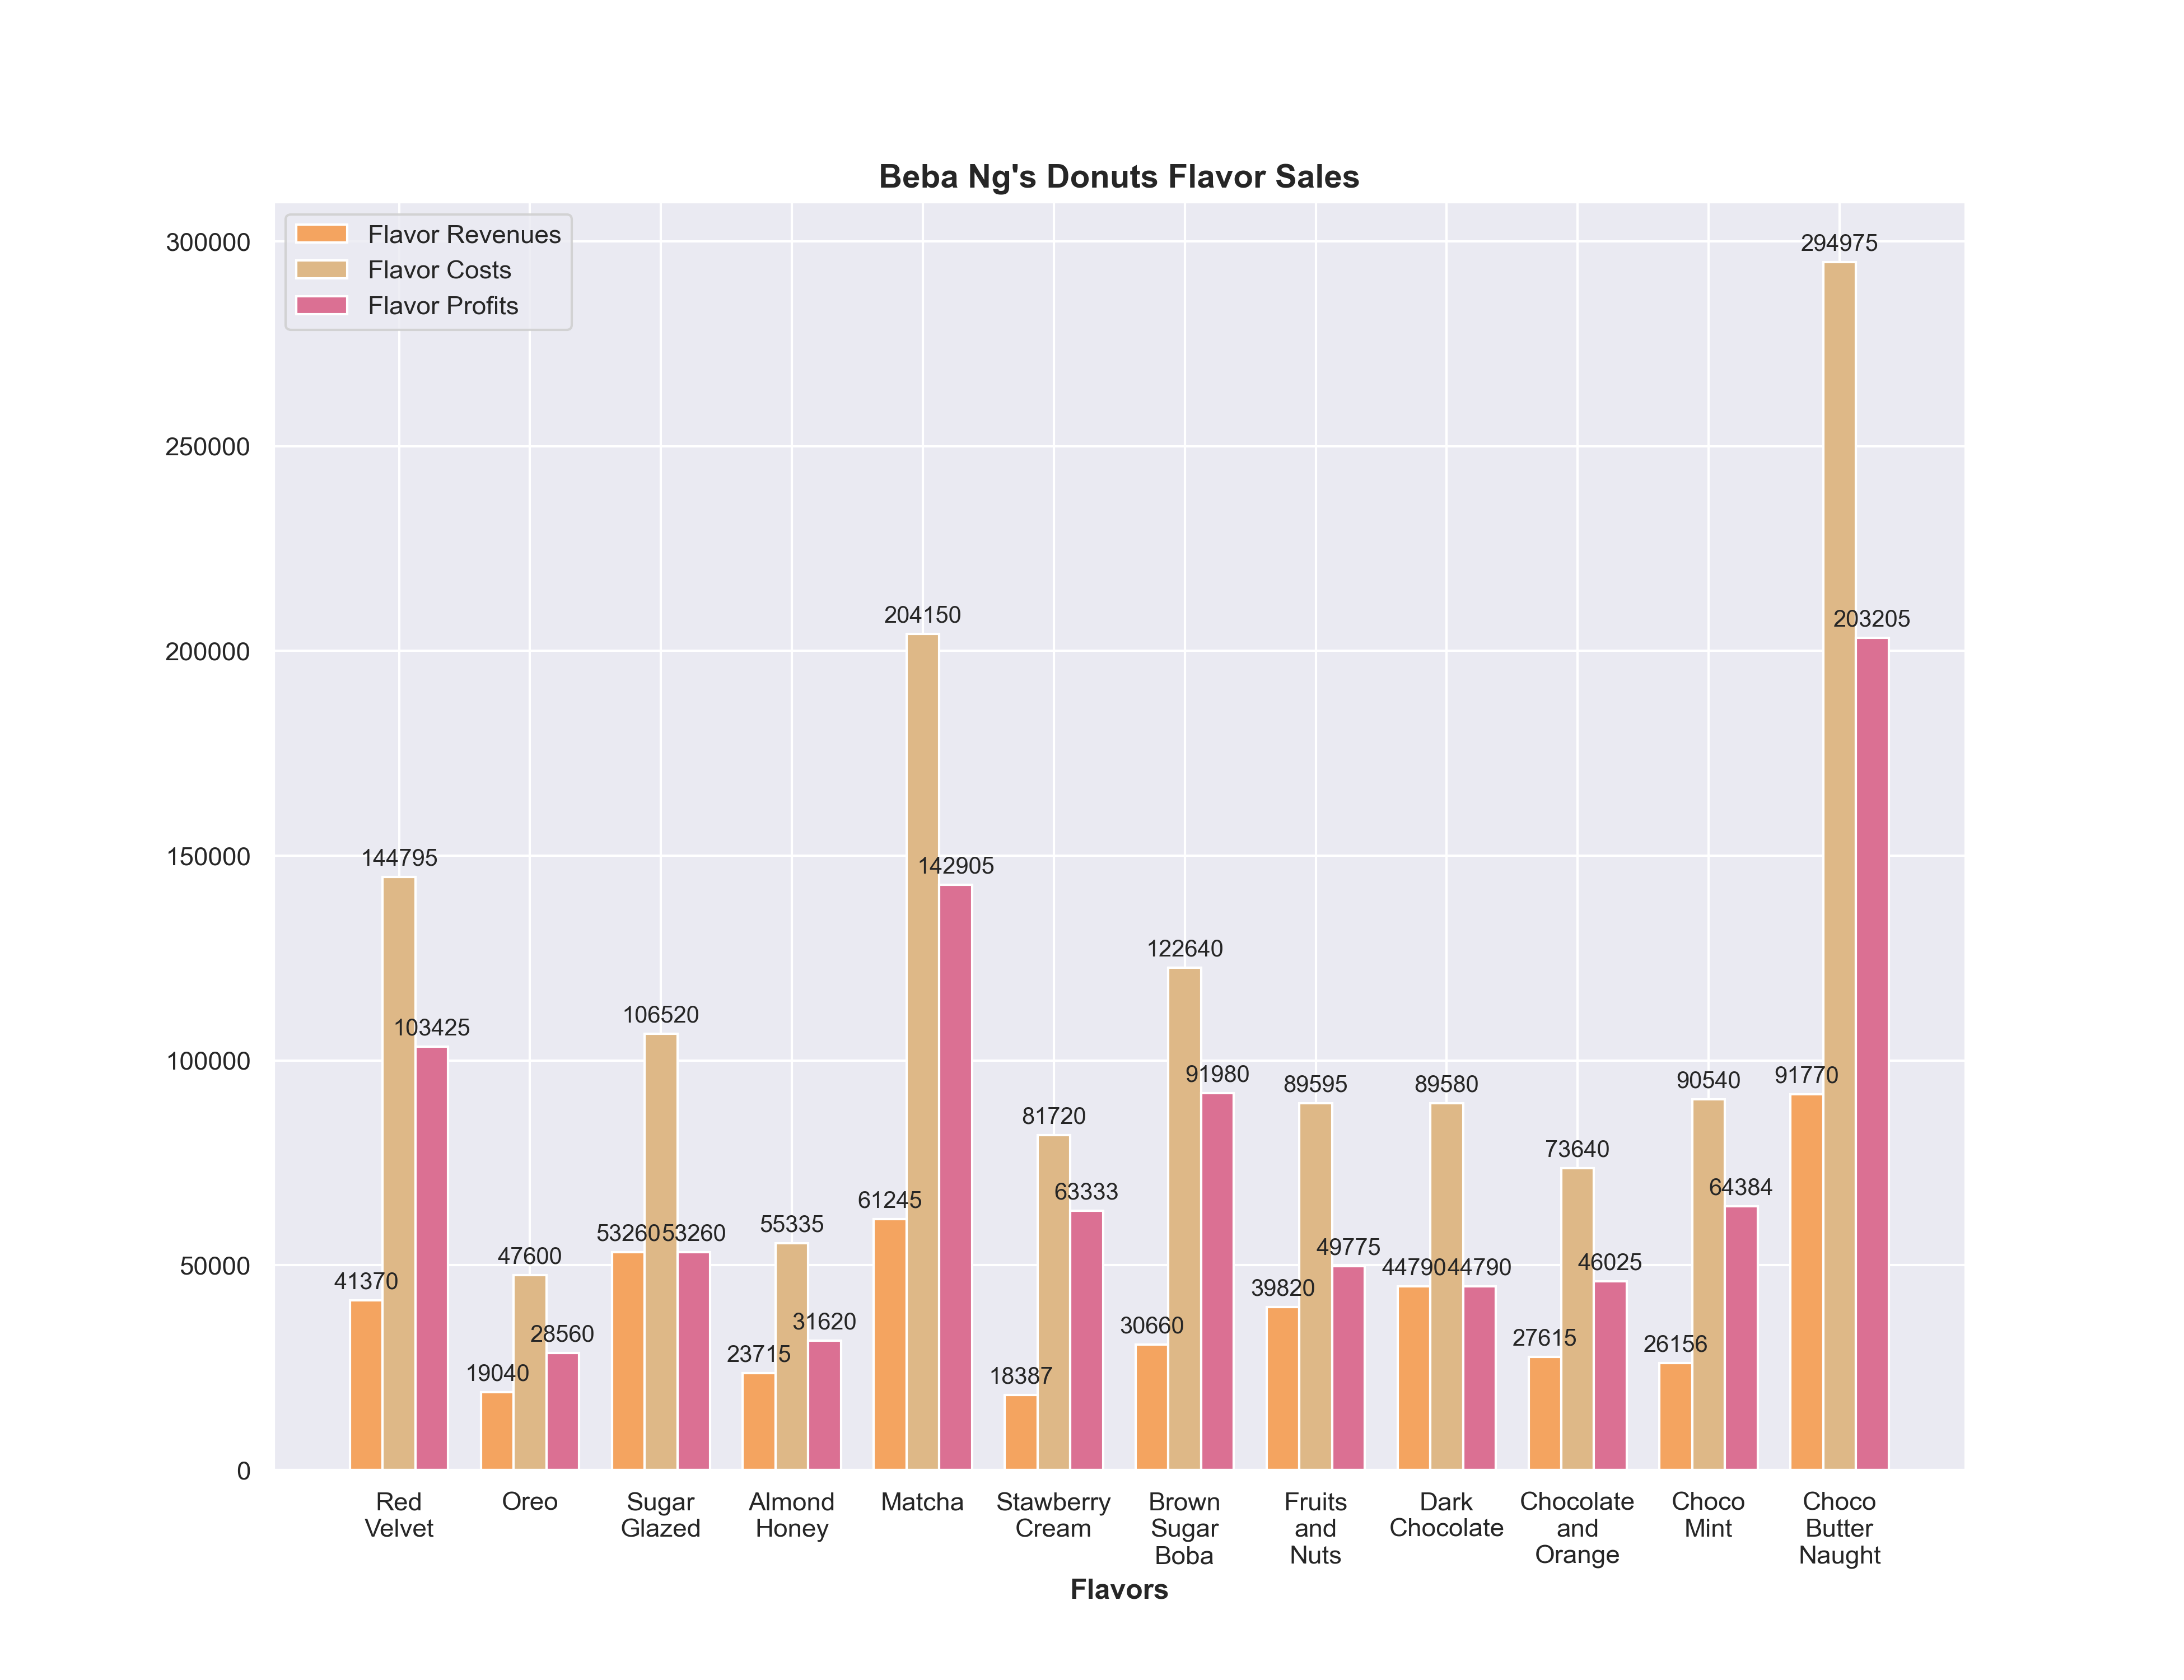 Beba Ng's Donuts Flavor Sales
Flavor Revenues
Flavor Costs
Flavor Profits
300000
250000
200000
150000
100000
50000
0
41370
144795
103425
19040
47600
28560
53260
106520
53260
23715
55335
31620
61245
204150
142905
18387
81720
63333
30660
122640
91980
39820
89595
49775
44790
89580
44790
27615
73640
46025
26156
90540
64384
91770
294975
203205
Red
Velvet
Oreo
Sugar
Glazed
Almond
Honey
Matcha
Stawberry
Cream
Brown
Sugar
Boba
Fruits
and
Nuts
Dark
Chocolate
Chocolate
and
Orange
Choco
Mint
Choco
Butter
Naught
Flavors